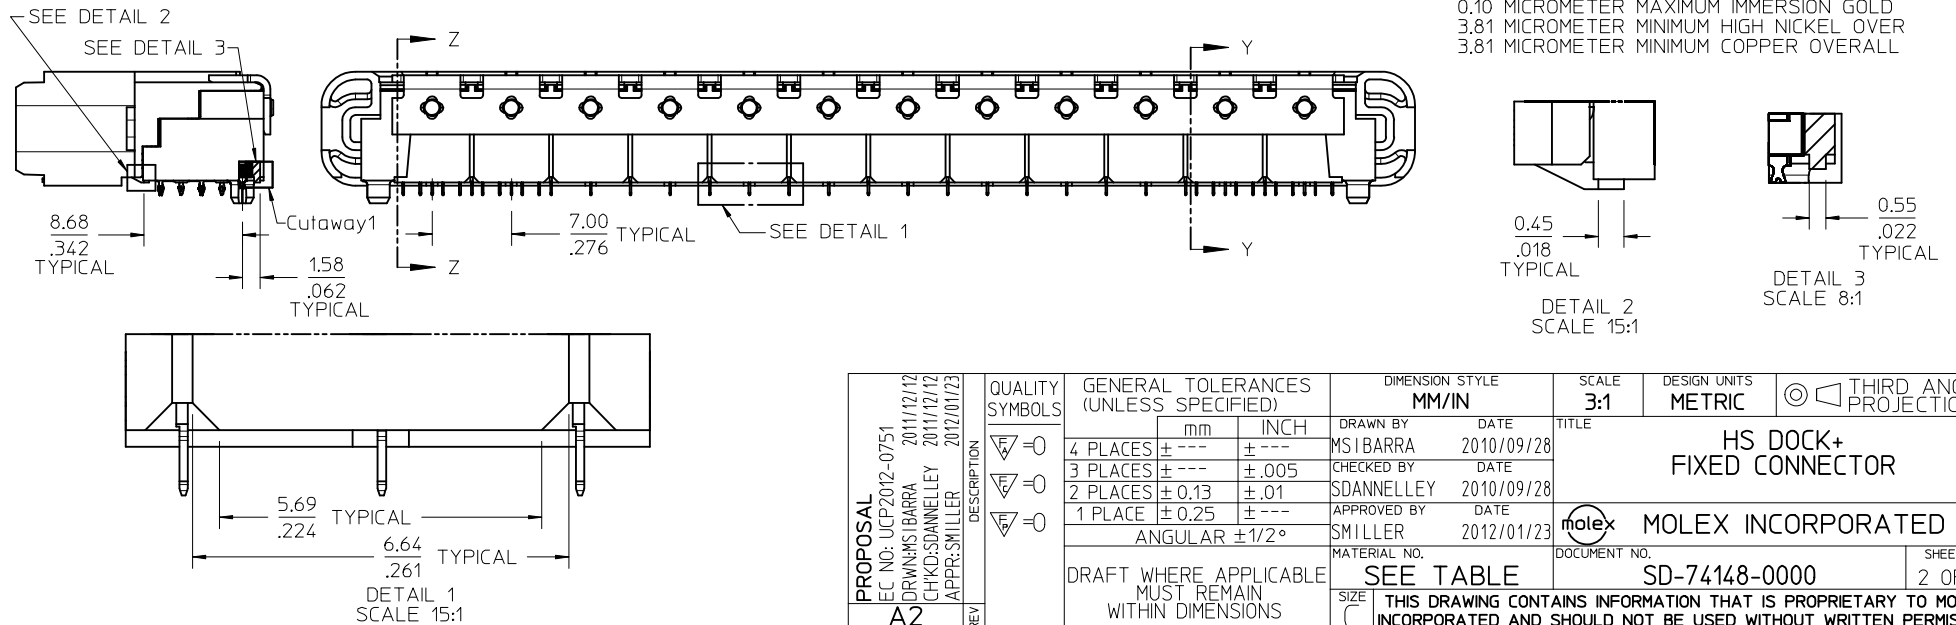 SEE DETAIL 2
SEE DETAIL 3
0.10 MICROMETER MAXIMUM IMMERSION GOLD
3.81 MICROMETER MINIMUM HIGH NICKEL OVER
3.81 MICROMETER MINIMUM COPPER OVERALL
Z
Y
8.68
.342
TYPICAL
Cutaway1
1.58
.062
TYPICAL
7.00
.276
TYPICAL
SEE DETAIL 1
Z
Y
0.45
.018
TYPICAL
DETAIL 2
SCALE 15:1
0.55
.022
TYPICAL
DETAIL 3
SCALE 8:1
5.69
.224
TYPICAL
6.64
.261
TYPICAL
DETAIL 1
SCALE 15:1
PROPOSAL
EC NO: UCP2012-0751
DRWN:MSIBARRA 2011/12/12
CH'KD:SDANNELLEY 2011/12/12
APPR:SMILLER 2012/01/23
A2
DESCRIPTION
REV
QUALITY
SYMBOLS
F A =0
F C =0
F P =0
GENERAL TOLERANCES
(UNLESS SPECIFIED)
mm INCH
4 PLACES ± --- ± ---
3 PLACES ± --- ± .005
2 PLACES ± 0.13 ± .01
1 PLACE ± 0.25 ± ---
ANGULAR ±1/2°
DRAFT WHERE APPLICABLE
MUST REMAIN
WITHIN DIMENSIONS
DIMENSION STYLE
MM/IN
SCALE
3:1
DESIGN UNITS
METRIC
THIRD ANG
PROJECTIO
DRAWN BY DATE
MSIBARRA 2010/09/28
CHECKED BY DATE
SDANNELLEY 2010/09/28
APPROVED BY DATE
SMILLER 2012/01/23
TITLE
HS DOCK+
FIXED CONNECTOR
molex MOLEX INCORPORATED
MATERIAL NO.
SEE TABLE
DOCUMENT NO.
SD-74148-0000
SHEE
2 OF
SIZE
C
THIS DRAWING CONTAINS INFORMATION THAT IS PROPRIETARY TO MO
INCORPORATED AND SHOULD NOT BE USED WITHOUT WRITTEN PERMIS